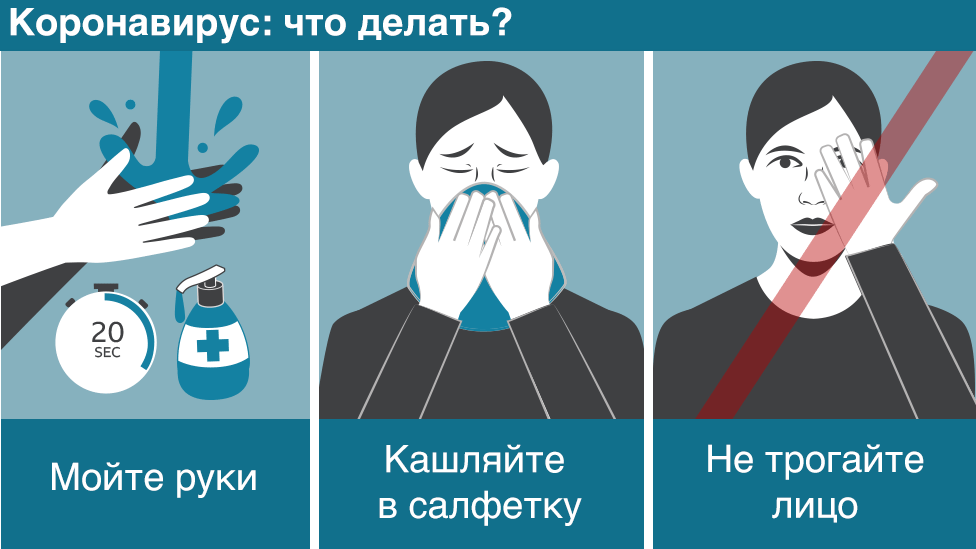 Коронавирус: что делать?
20
SEC
Мойте руки
Кашляйте
в салфетку
Не трогайте
лицо